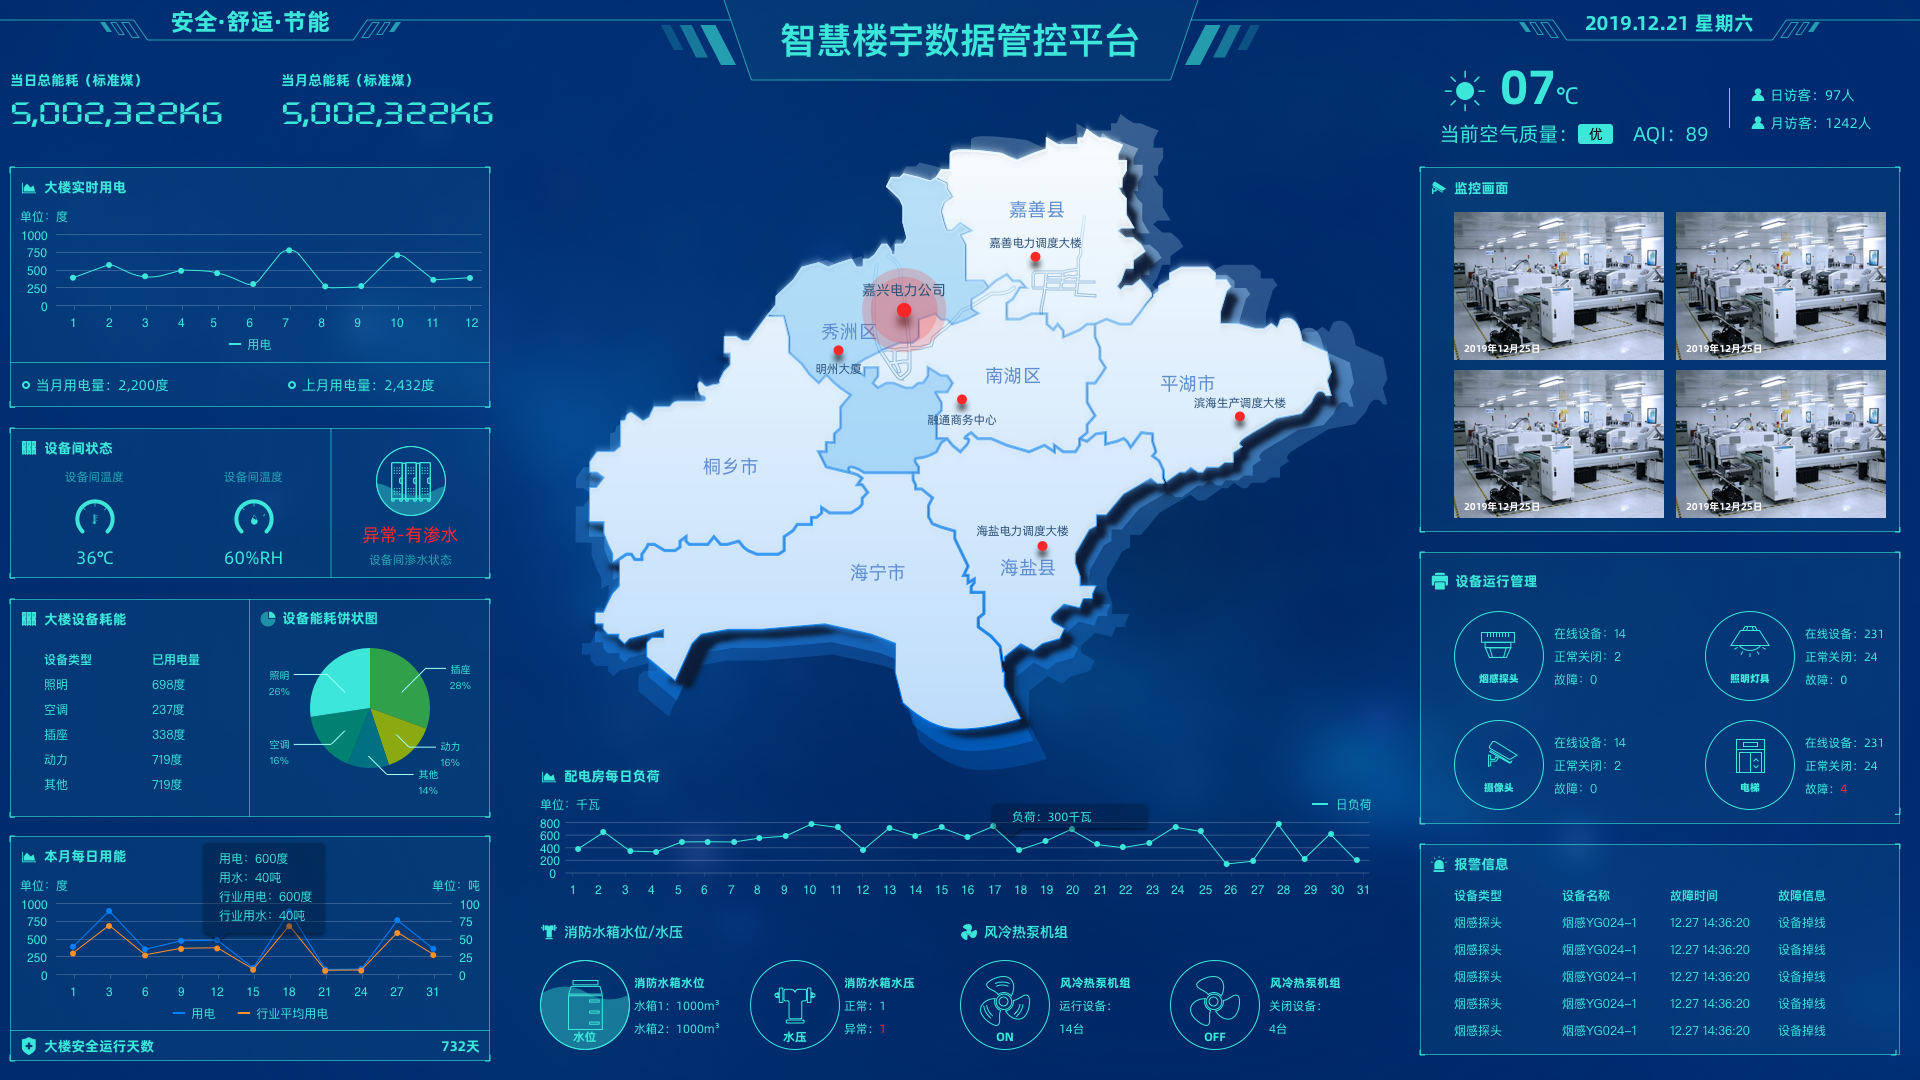 安全·舒适·节能
智慧楼宇数据管控平台
2019.12.21 星期六
当日总能耗（标准煤）
5,002,322KG
当月总能耗（标准煤）
5,002,322KG
07℃
当前空气质量：
优
AQI：89
日访客：97人
月访客：1242人
大楼实时用电
单位：度
1000
750
500
250
0
1 2 3 4 5 6 7 8 9 10 11 12
用电
当月用电量：2,200度
上月用电量：2,432度
设备间状态
设备间温度
36℃
设备间温度
60%RH
异常-有渗水
设备间渗水状态
大楼设备耗能
设备类型 已用电量
照明 698度
空调 237度
插座 338度
动力 719度
其他 719度
设备能耗饼状图
照明
26%
插座
28%
空调
16%
动力
16%
其他
14%
本月每日用能
单位：度
单位：吨
用电：600度
用水：40吨
行业用电：600度
行业用水：40吨
1000
750
500
250
0
100
75
50
25
0
1 3 6 9 12 15 18 21 24 27 31
用电
行业平均用电
大楼安全运行天数
732天
嘉善县
嘉善电力调度大楼
嘉兴电力公司
秀洲区
明州大厦
南湖区
融通商务中心
平湖市
滨海生产调度大楼
桐乡市
海盐电力调度大楼
海盐县
海宁市
配电房每日负荷
单位：千瓦
日负荷
负荷：300千瓦
800
600
400
200
0
1 2 3 4 5 6 7 8 9 10 11 12 13 14 15 16 17 18 19 20 21 22 23 24 25 26 27 28 29 30 31
消防水箱水位/水压
水位
消防水箱水位
水箱1：1000m³
水箱2：1000m³
水压
消防水箱水压
正常：1
异常：1
风冷热泵机组
ON
风冷热泵机组
运行设备：
14台
OFF
风冷热泵机组
关闭设备：
4台
监控画面
2019年12月25日
2019年12月25日
2019年12月25日
2019年12月25日
设备运行管理
烟感探头
在线设备：14
正常关闭：2
故障：0
照明灯具
在线设备：231
正常关闭：24
故障：0
摄像头
在线设备：14
正常关闭：2
故障：0
电梯
在线设备：231
正常关闭：24
故障：4
报警信息
设备类型 设备名称 故障时间 故障信息
烟感探头 烟感YG024-1 12.27 14:36:20 设备掉线
烟感探头 烟感YG024-1 12.27 14:36:20 设备掉线
烟感探头 烟感YG024-1 12.27 14:36:20 设备掉线
烟感探头 烟感YG024-1 12.27 14:36:20 设备掉线
烟感探头 烟感YG024-1 12.27 14:36:20 设备掉线